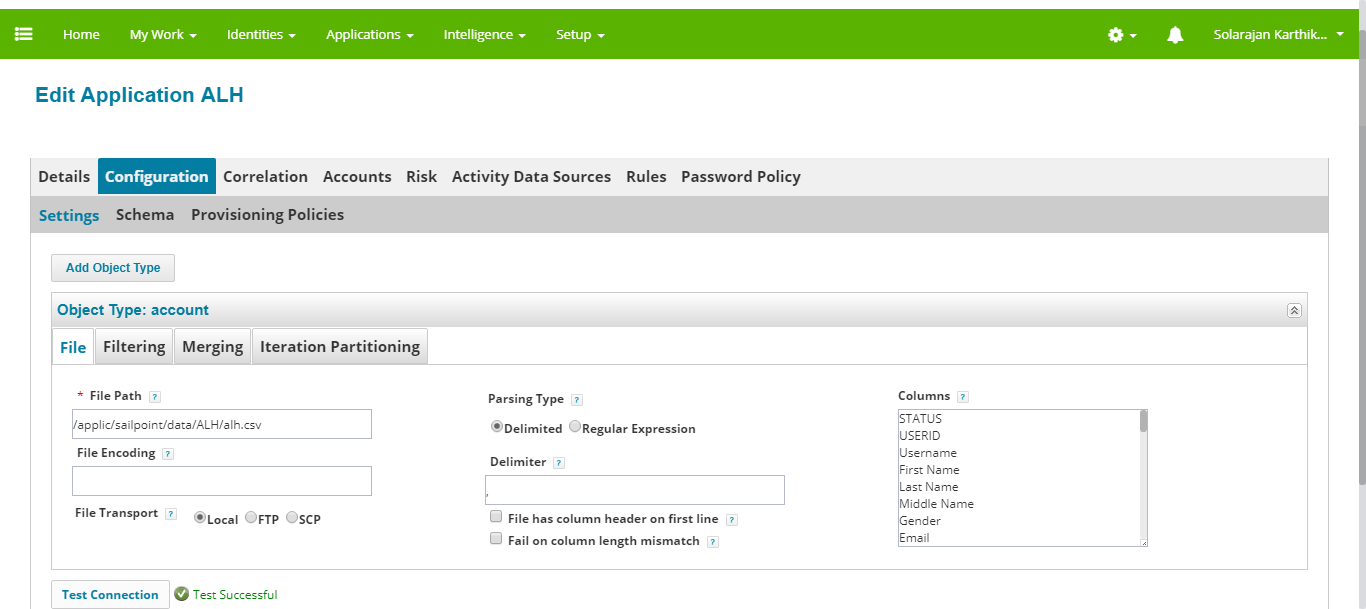 Home My Work Identities Applications Intelligence Setup Solarajan Karthik...
Edit Application ALH
Details Configuration Correlation Accounts Risk Activity Data Sources Rules Password Policy
Settings Schema Provisioning Policies
Add Object Type
Object Type: account
File Filtering Merging Iteration Partitioning
* File Path ?
/applic/sailpoint/data/ALH/alh.csv
File Encoding ?
File Transport ? Local FTP SCP
Parsing Type ?
Delimited Regular Expression
Delimiter ?
,
File has column header on first line ?
Fail on column length mismatch ?
Columns ?
STATUS
USERID
Username
First Name
Last Name
Middle Name
Gender
Email
Test Connection Test Successful